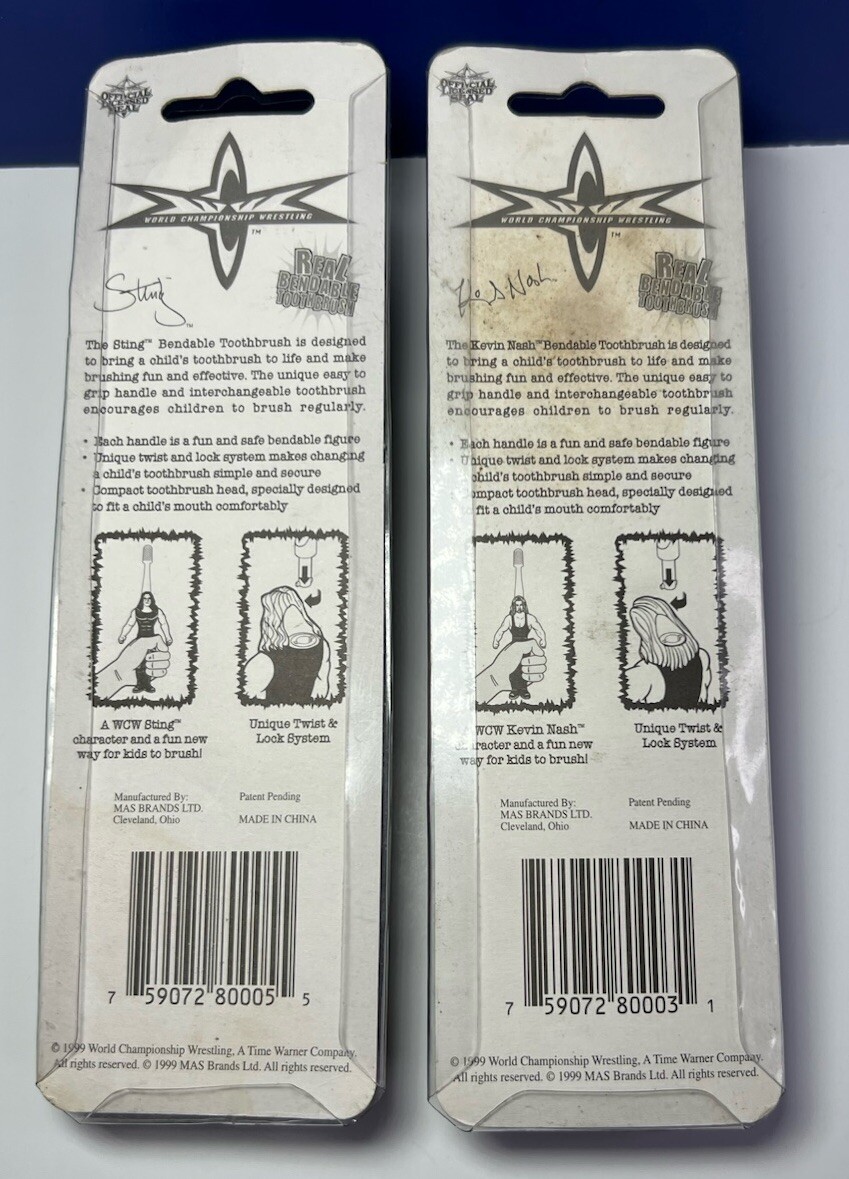 OFFICIAL
LICENSED
SEAL
WORLD CHAMPIONSHIP WRESTLING
TM
Sting
TM
REAL
BENDABLE
TOOTHBRUSH
The Sting™ Bendable Toothbrush is designed
to bring a child's toothbrush to life and make
brushing fun and effective. The unique easy to
grip handle and interchangeable toothbrush
encourages children to brush regularly.
• Each handle is a fun and safe bendable figure
• Unique twist and lock system makes changing
a child's toothbrush simple and secure
• Compact toothbrush head, specially designed
to fit a child's mouth comfortably
A WCW Sting™
character and a fun new
way for kids to brush!
Unique Twist &
Lock System
Manufactured By:
MAS BRANDS LTD.
Cleveland, Ohio
Patent Pending
MADE IN CHINA
7 59072 80005 5
© 1999 World Championship Wrestling, A Time Warner Company.
All rights reserved. © 1999 MAS Brands Ltd. All rights reserved.
OFFICIAL
LICENSED
SEAL
WORLD CHAMPIONSHIP WRESTLING
TM
Nash
REAL
BENDABLE
TOOTHBRUSH
The Kevin Nash™ Bendable Toothbrush is designed
to bring a child's toothbrush to life and make
brushing fun and effective. The unique easy to
grip handle and interchangeable toothbrush
encourages children to brush regularly.
• Each handle is a fun and safe bendable figure
• Unique twist and lock system makes changing
child's toothbrush simple and secure
ompact toothbrush head, specially designed
fit a child's mouth comfortably
WCW Kevin Nash™
character and a fun new
way for kids to brush!
Unique Twist &
Lock System
Manufactured By:
MAS BRANDS LTD.
Cleveland, Ohio
Patent Pending
MADE IN CHINA
7 59072 80003 1
© 1999 World Championship Wrestling, A Time Warner Company.
All rights reserved. © 1999 MAS Brands Ltd. All rights reserved.